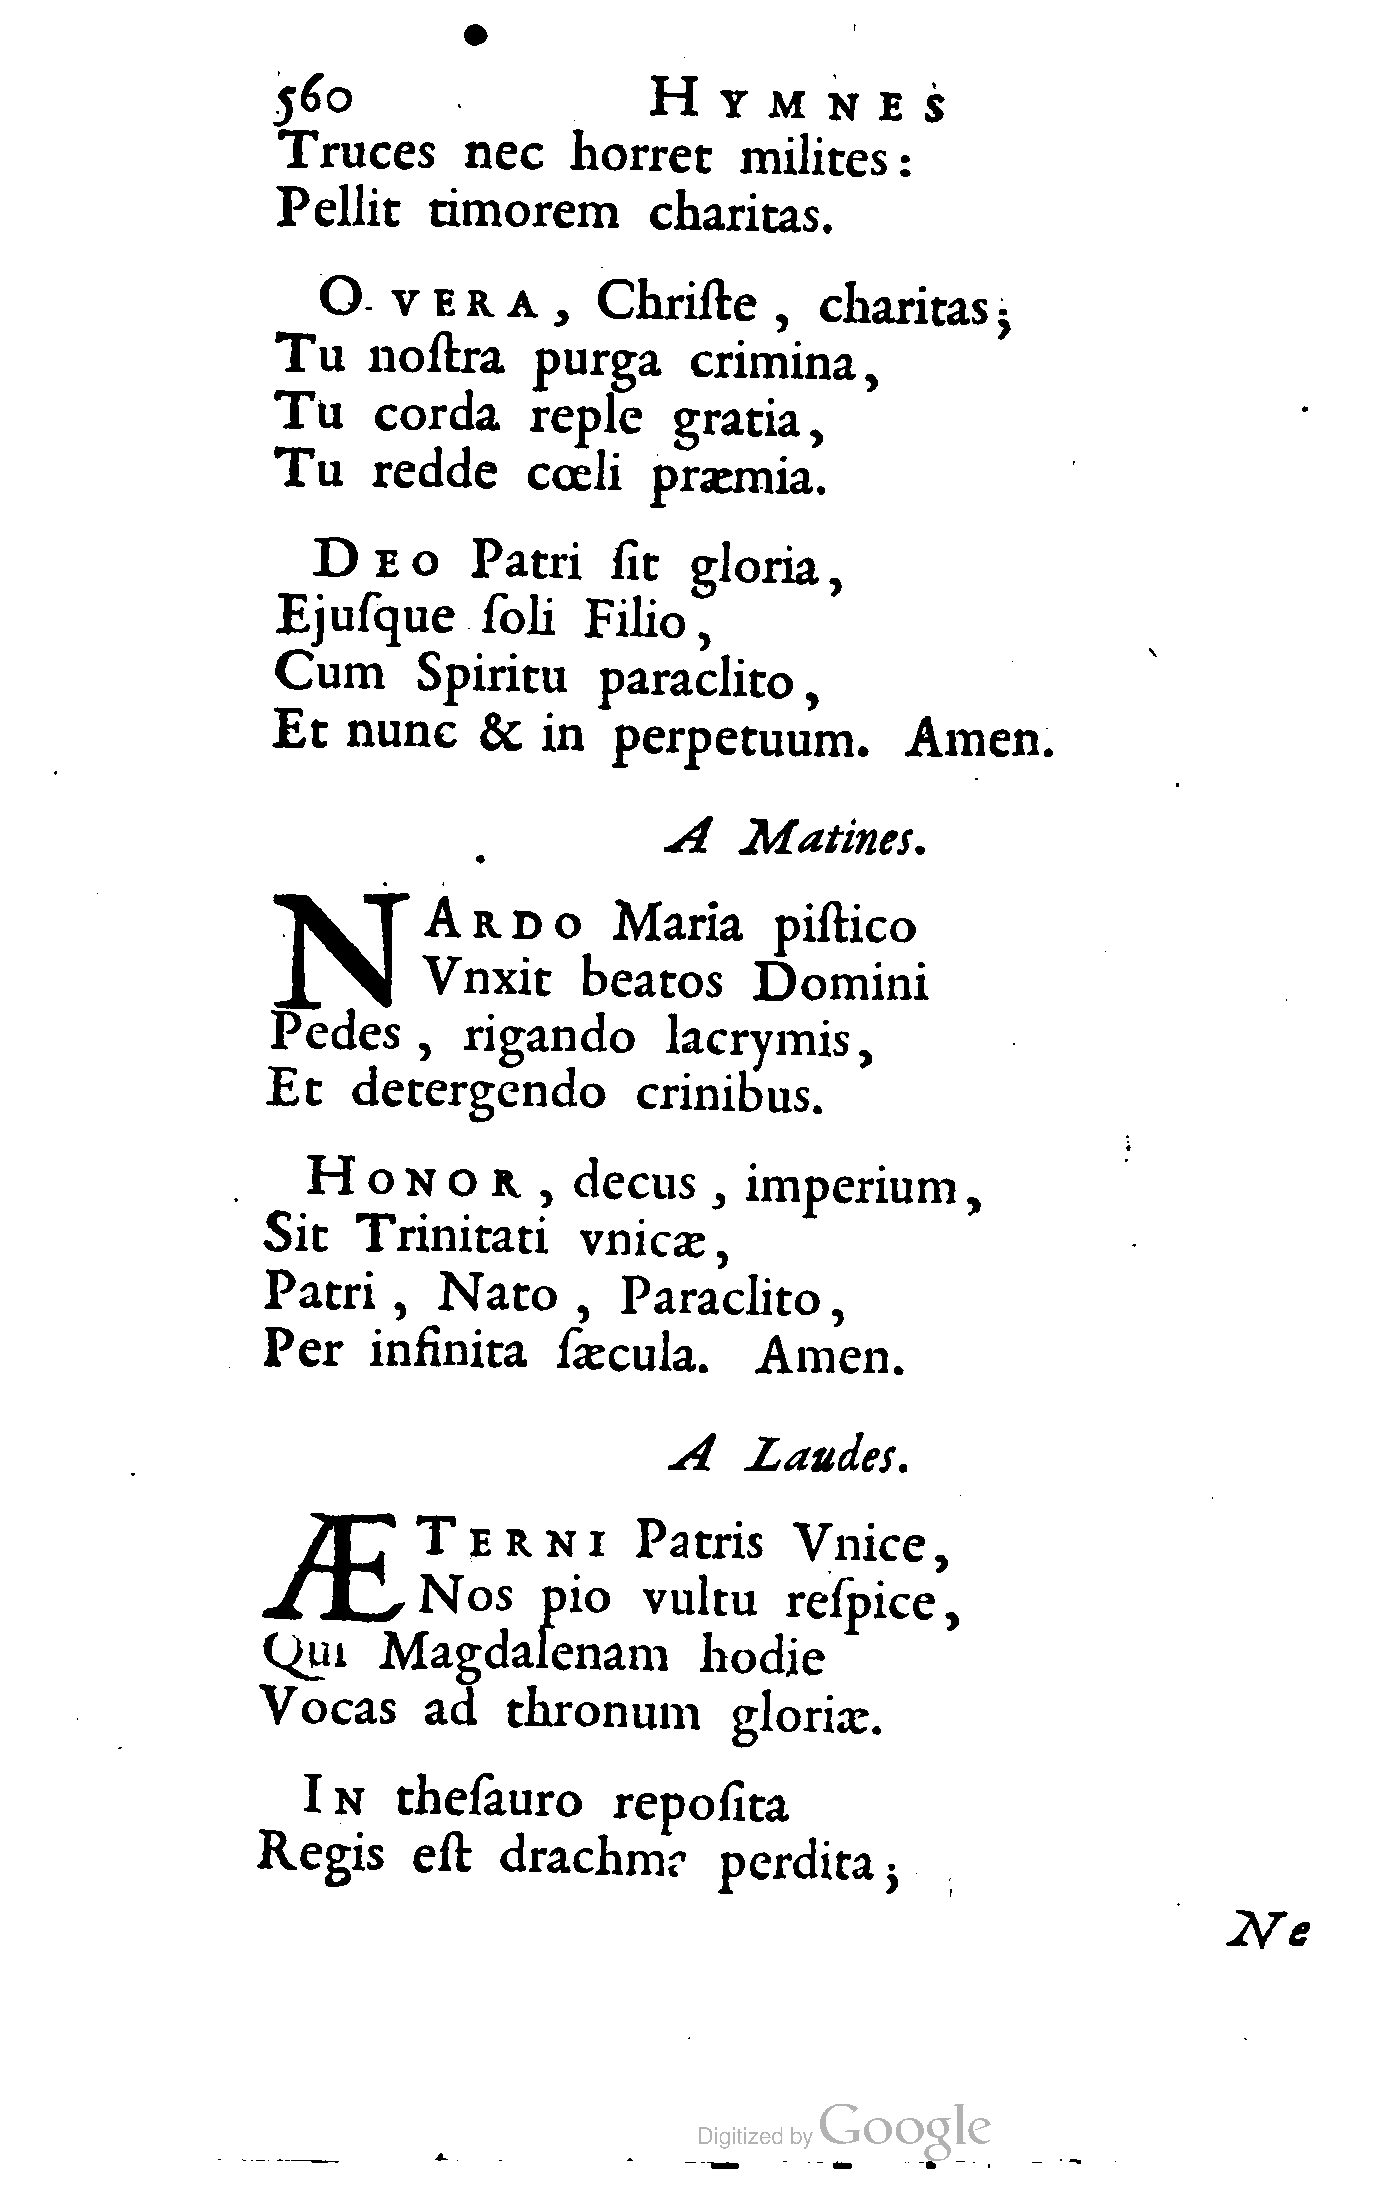 560 HYMNES
Truces nec horret milites:
Pellit timorem charitas.
O VERA, Chriſte, charitas;
Tu noſtra purga crimina,
Tu corda reple gratia,
Tu redde cœli præmia.
DEO Patri ſit gloria,
Ejuſque ſoli Filio,
Cum Spiritu paraclito,
Et nunc & in perpetuum. Amen.
A Matines.
NARDO Maria piſtico
Vnxit beatos Domini
Pedes, rigando lacrymis,
Et detergendo crinibus.
HONOR, decus, imperium,
Sit Trinitati vnicæ,
Patri, Nato, Paraclito,
Per infinita ſæcula. Amen.
A Laudes.
ÆTERNI Patris Vnice,
Nos pio vultu reſpice,
Qui Magdalenam hodie
Vocas ad thronum gloriæ.
IN theſauro repoſita
Regis eſt drachma perdita;
Ne
Digitized by Google